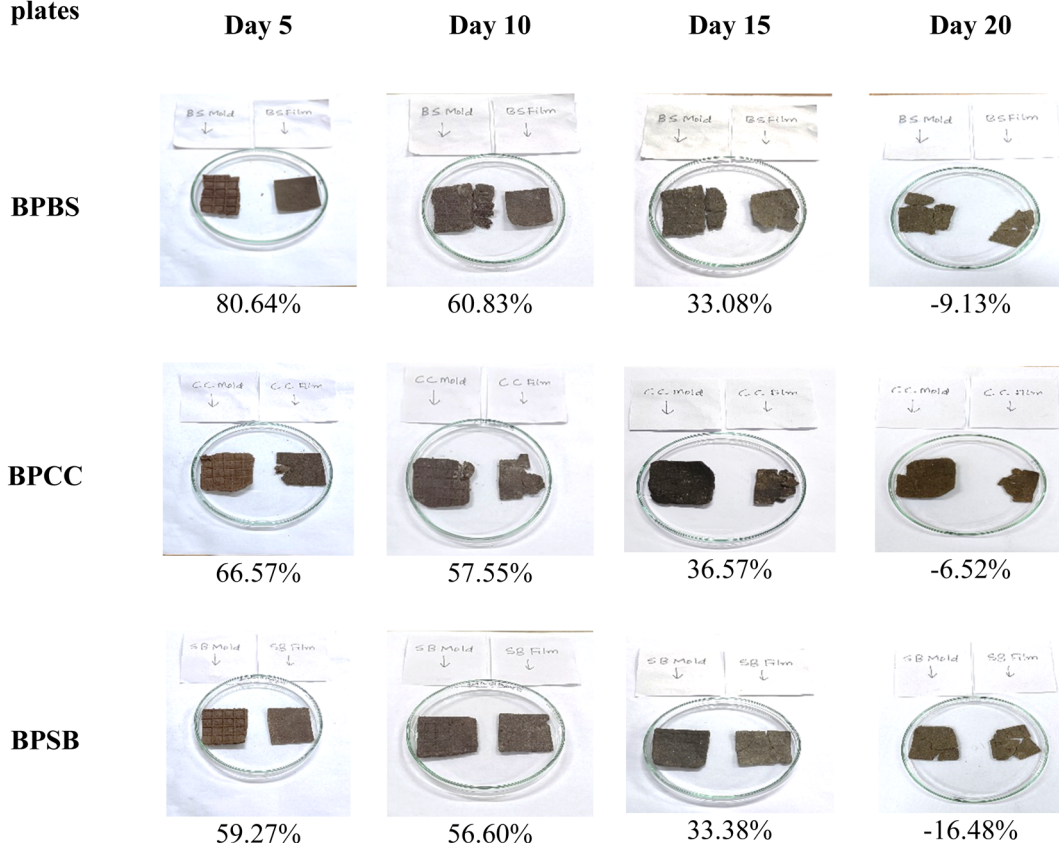 plates
Day 5 Day 10 Day 15 Day 20
BS Mold BS Film BS Mold BS Film BS Mold BS Film BS Mold BS Film
BPBS
80.64% 60.83% 33.08% -9.13%
C.C. Mold C.C. Film CC Mold CC Film C.C. Mold C.C. Film C.C. Mold C.C. Film
BPCC
66.57% 57.55% 36.57% -6.52%
SB Mold SB Film SB Mold SB Film SB Mold SB Film SB Mold SB Film
BPSB
59.27% 56.60% 33.38% -16.48%